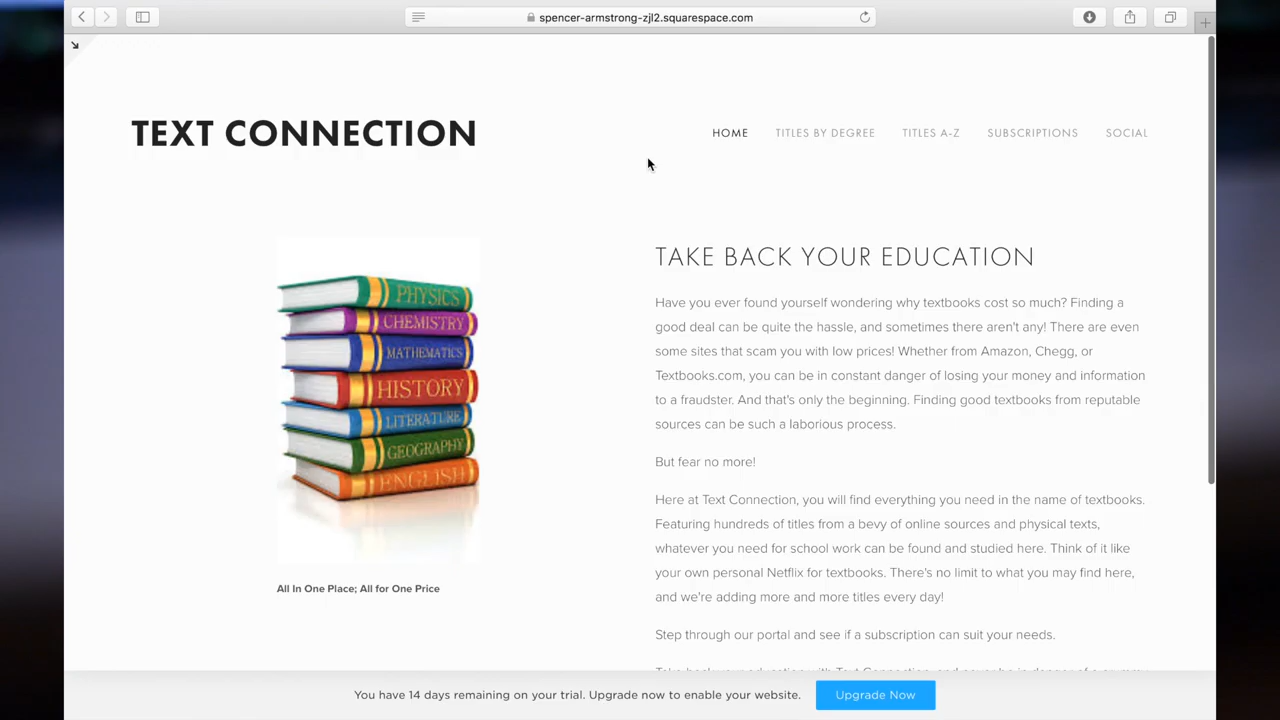 spencer-armstrong-zjl2.squarespace.com
TEXT CONNECTION
HOME TITLES BY DEGREE TITLES A-Z SUBSCRIPTIONS SOCIAL
PHYSICS
CHEMISTRY
MATHEMATICS
HISTORY
LITERATURE
GEOGRAPHY
ENGLISH
All In One Place; All for One Price
TAKE BACK YOUR EDUCATION
Have you ever found yourself wondering why textbooks cost so much? Finding a
good deal can be quite the hassle, and sometimes there aren't any! There are even
some sites that scam you with low prices! Whether from Amazon, Chegg, or
Textbooks.com, you can be in constant danger of losing your money and information
to a fraudster. And that's only the beginning. Finding good textbooks from reputable
sources can be such a laborious process.
But fear no more!
Here at Text Connection, you will find everything you need in the name of textbooks.
Featuring hundreds of titles from a bevy of online sources and physical texts,
whatever you need for school work can be found and studied here. Think of it like
your own personal Netflix for textbooks. There's no limit to what you may find here,
and we're adding more and more titles every day!
Step through our portal and see if a subscription can suit your needs.
You have 14 days remaining on your trial. Upgrade now to enable your website.
Upgrade Now